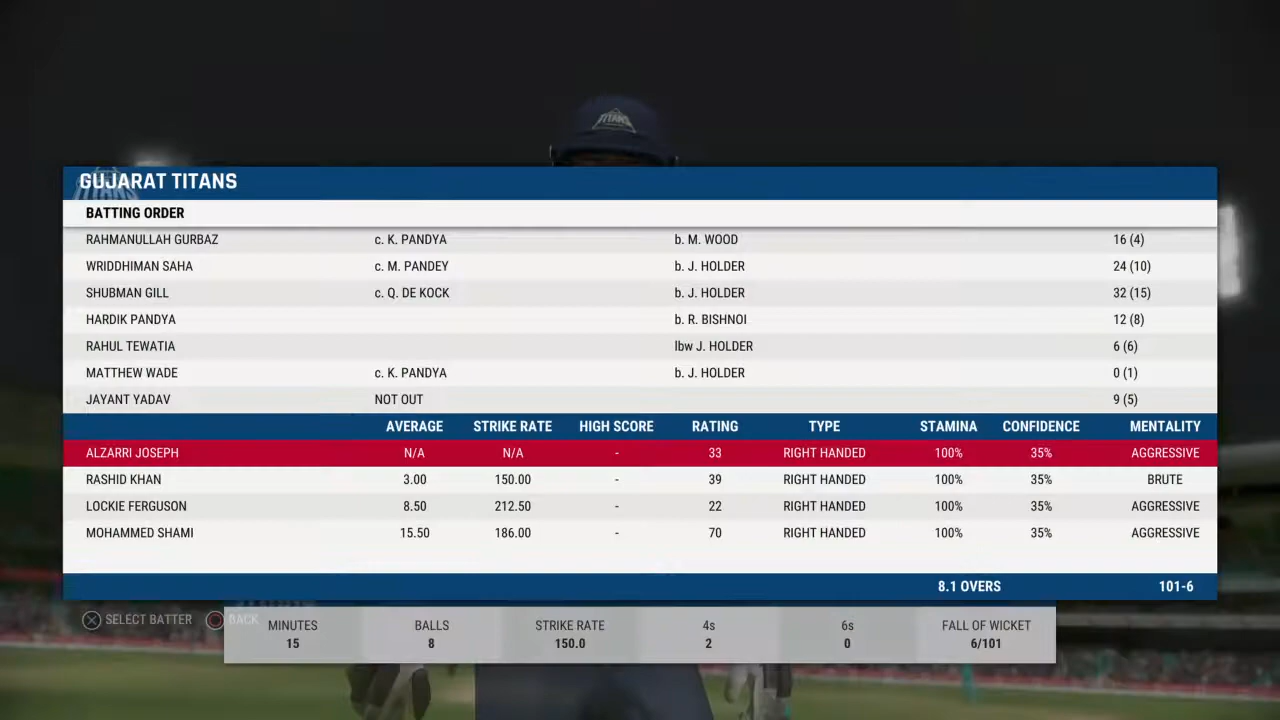 TITANS
GUJARAT TITANS
BATTING ORDER
RAHMANULLAH GURBAZ c. K. PANDYA b. M. WOOD 16 (4)
WRIDDHIMAN SAHA c. M. PANDEY b. J. HOLDER 24 (10)
SHUBMAN GILL c. Q. DE KOCK b. J. HOLDER 32 (15)
HARDIK PANDYA b. R. BISHNOI 12 (8)
RAHUL TEWATIA lbw J. HOLDER 6 (6)
MATTHEW WADE c. K. PANDYA b. J. HOLDER 0 (1)
JAYANT YADAV NOT OUT 9 (5)
AVERAGE STRIKE RATE HIGH SCORE RATING TYPE STAMINA CONFIDENCE MENTALITY
ALZARRI JOSEPH N/A N/A - 33 RIGHT HANDED 100% 35% AGGRESSIVE
RASHID KHAN 3.00 150.00 - 39 RIGHT HANDED 100% 35% BRUTE
LOCKIE FERGUSON 8.50 212.50 - 22 RIGHT HANDED 100% 35% AGGRESSIVE
MOHAMMED SHAMI 15.50 186.00 - 70 RIGHT HANDED 100% 35% AGGRESSIVE
8.1 OVERS 101-6
SELECT BATTER BACK
MINUTES BALLS STRIKE RATE 4s 6s FALL OF WICKET
15 8 150.0 2 0 6/101